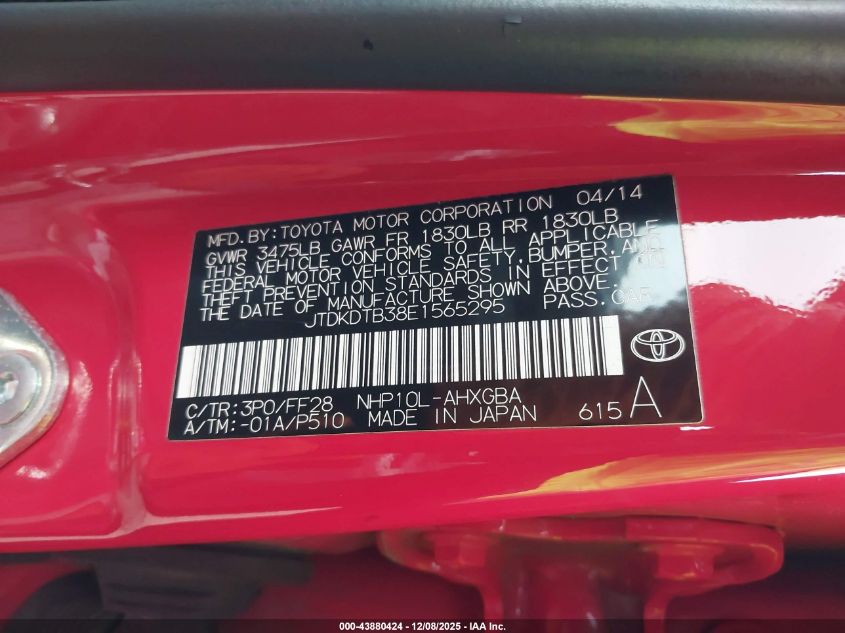 MFD. BY: TOYOTA MOTOR CORPORATION 04/14
GVWR 3475LB GAWR FR 1830LB RR 1830LB
THIS VEHICLE CONFORMS TO ALL APPLICABLE
FEDERAL MOTOR VEHICLE SAFETY, BUMPER, AND
THEFT PREVENTION STANDARDS IN EFFECT ON
THE DATE OF MANUFACTURE SHOWN ABOVE.
JTDKDTB38E1565295 PASS. CAR
C/TR:3P0/FF28 NHP10L-AHXGBA
A/TM:-01A/P510 MADE IN JAPAN 615 A
000-43880424 - 12/08/2025 - IAA Inc.